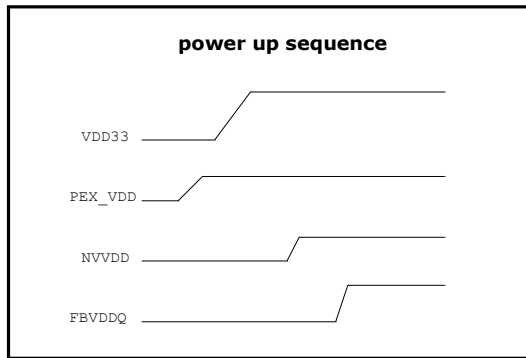 power up sequence
VDD33
PEX_VDD
NVVDD
FBVDDQ